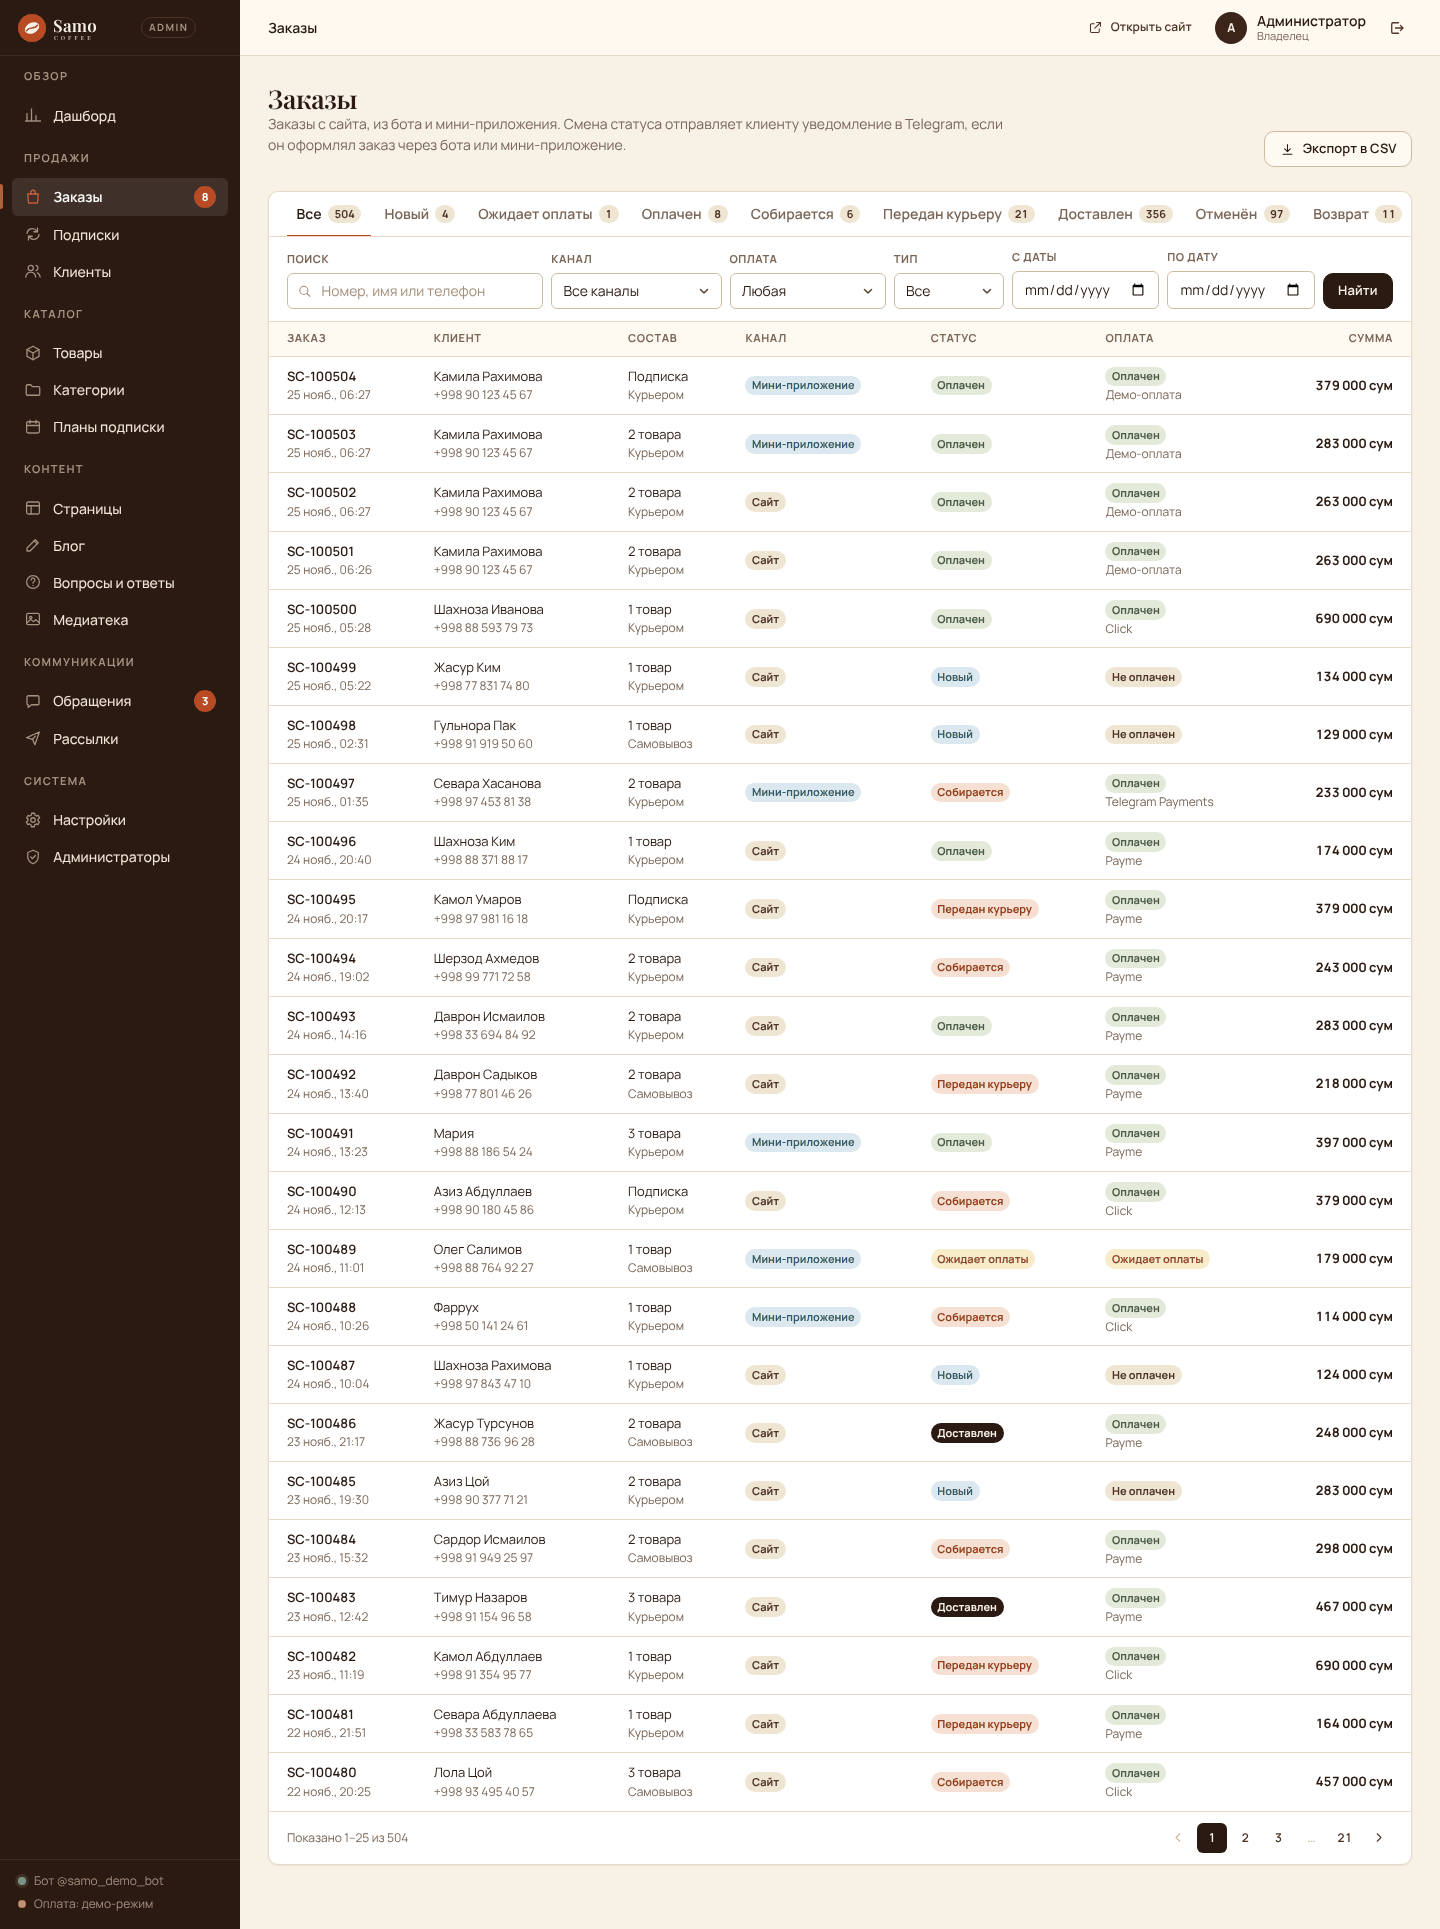 Samo
COFFEE
ADMIN
ОБЗОР
Дашборд
ПРОДАЖИ
Заказы 8
Подписки
Клиенты
КАТАЛОГ
Товары
Категории
Планы подписки
КОНТЕНТ
Страницы
Блог
Вопросы и ответы
Медиатека
КОММУНИКАЦИИ
Обращения 3
Рассылки
СИСТЕМА
Настройки
Администраторы
Бот @samo_demo_bot
Оплата: демо-режим
Заказы
Открыть сайт
А
Администратор
Владелец
Заказы
Заказы с сайта, из бота и мини-приложения. Смена статуса отправляет клиенту уведомление в Telegram, если
он оформлял заказ через бота или мини-приложение.
Экспорт в CSV
Все 504 Новый 4 Ожидает оплаты 1 Оплачен 8 Собирается 6 Передан курьеру 21 Доставлен 356 Отменён 97 Возврат 11
ПОИСК КАНАЛ ОПЛАТА ТИП С ДАТЫ ПО ДАТУ
Номер, имя или телефон Все каналы Любая Все mm/dd/yyyy mm/dd/yyyy Найти
ЗАКАЗ КЛИЕНТ СОСТАВ КАНАЛ СТАТУС ОПЛАТА СУММА
SC-100504 Камила Рахимова Подписка Мини-приложение Оплачен Оплачен 379 000 сум
25 нояб., 06:27 +998 90 123 45 67 Курьером Демо-оплата
SC-100503 Камила Рахимова 2 товара Мини-приложение Оплачен Оплачен 283 000 сум
25 нояб., 06:27 +998 90 123 45 67 Курьером Демо-оплата
SC-100502 Камила Рахимова 2 товара Сайт Оплачен Оплачен 263 000 сум
25 нояб., 06:27 +998 90 123 45 67 Курьером Демо-оплата
SC-100501 Камила Рахимова 2 товара Сайт Оплачен Оплачен 263 000 сум
25 нояб., 06:26 +998 90 123 45 67 Курьером Демо-оплата
SC-100500 Шахноза Иванова 1 товар Сайт Оплачен Оплачен 690 000 сум
25 нояб., 05:28 +998 88 593 79 73 Курьером Click
SC-100499 Жасур Ким 1 товар Сайт Новый Не оплачен 134 000 сум
25 нояб., 05:22 +998 77 831 74 80 Курьером
SC-100498 Гульнора Пак 1 товар Сайт Новый Не оплачен 129 000 сум
25 нояб., 02:31 +998 91 919 50 60 Самовывоз
SC-100497 Севара Хасанова 2 товара Мини-приложение Собирается Оплачен 233 000 сум
25 нояб., 01:35 +998 97 453 81 38 Курьером Telegram Payments
SC-100496 Шахноза Ким 1 товар Сайт Оплачен Оплачен 174 000 сум
24 нояб., 20:40 +998 88 371 88 17 Курьером Payme
SC-100495 Камол Умаров Подписка Сайт Передан курьеру Оплачен 379 000 сум
24 нояб., 20:17 +998 97 981 16 18 Курьером Payme
SC-100494 Шерзод Ахмедов 2 товара Сайт Собирается Оплачен 243 000 сум
24 нояб., 19:02 +998 99 771 72 58 Курьером Payme
SC-100493 Даврон Исмаилов 2 товара Сайт Оплачен Оплачен 283 000 сум
24 нояб., 14:16 +998 33 694 84 92 Курьером Payme
SC-100492 Даврон Садыков 2 товара Сайт Передан курьеру Оплачен 218 000 сум
24 нояб., 13:40 +998 77 801 46 26 Самовывоз Payme
SC-100491 Мария 3 товара Мини-приложение Оплачен Оплачен 397 000 сум
24 нояб., 13:23 +998 88 186 54 24 Курьером Payme
SC-100490 Азиз Абдуллаев Подписка Сайт Собирается Оплачен 379 000 сум
24 нояб., 12:13 +998 90 180 45 86 Курьером Click
SC-100489 Олег Салимов 1 товар Мини-приложение Ожидает оплаты Ожидает оплаты 179 000 сум
24 нояб., 11:01 +998 88 764 92 27 Самовывоз
SC-100488 Фаррух 1 товар Мини-приложение Собирается Оплачен 114 000 сум
24 нояб., 10:26 +998 50 141 24 61 Курьером Click
SC-100487 Шахноза Рахимова 1 товар Сайт Новый Не оплачен 124 000 сум
24 нояб., 10:04 +998 97 843 47 10 Курьером
SC-100486 Жасур Турсунов 2 товара Сайт Доставлен Оплачен 248 000 сум
23 нояб., 21:17 +998 88 736 96 28 Самовывоз Payme
SC-100485 Азиз Цой 2 товара Сайт Новый Не оплачен 283 000 сум
23 нояб., 19:30 +998 90 377 71 21 Курьером
SC-100484 Сардор Исмаилов 2 товара Сайт Собирается Оплачен 298 000 сум
23 нояб., 15:32 +998 91 949 25 97 Самовывоз Payme
SC-100483 Тимур Назаров 3 товара Сайт Доставлен Оплачен 467 000 сум
23 нояб., 12:42 +998 91 154 96 58 Курьером Payme
SC-100482 Камол Абдуллаев 1 товар Сайт Передан курьеру Оплачен 690 000 сум
23 нояб., 11:19 +998 91 354 95 77 Курьером Click
SC-100481 Севара Абдуллаева 1 товар Сайт Передан курьеру Оплачен 164 000 сум
22 нояб., 21:51 +998 33 583 78 65 Курьером Payme
SC-100480 Лола Цой 3 товара Сайт Собирается Оплачен 457 000 сум
22 нояб., 20:25 +998 93 495 40 57 Самовывоз Click
Показано 1–25 из 504 1 2 3 … 21